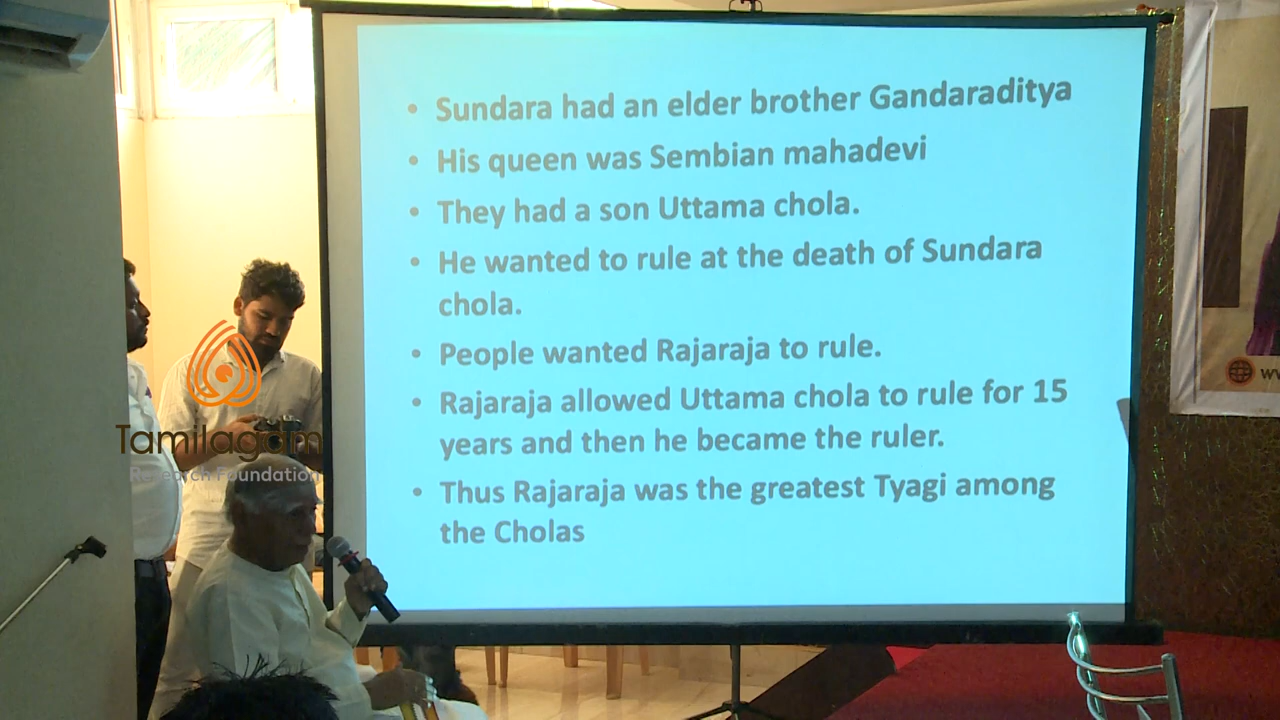 • Sundara had an elder brother Gandaraditya
• His queen was Sembian mahadevi
• They had a son Uttama chola.
• He wanted to rule at the death of Sundara
chola.
• People wanted Rajaraja to rule.
• Rajaraja allowed Uttama chola to rule for 15
years and then he became the ruler.
• Thus Rajaraja was the greatest Tyagi among
the Cholas
Tamilagam
Research Foundation